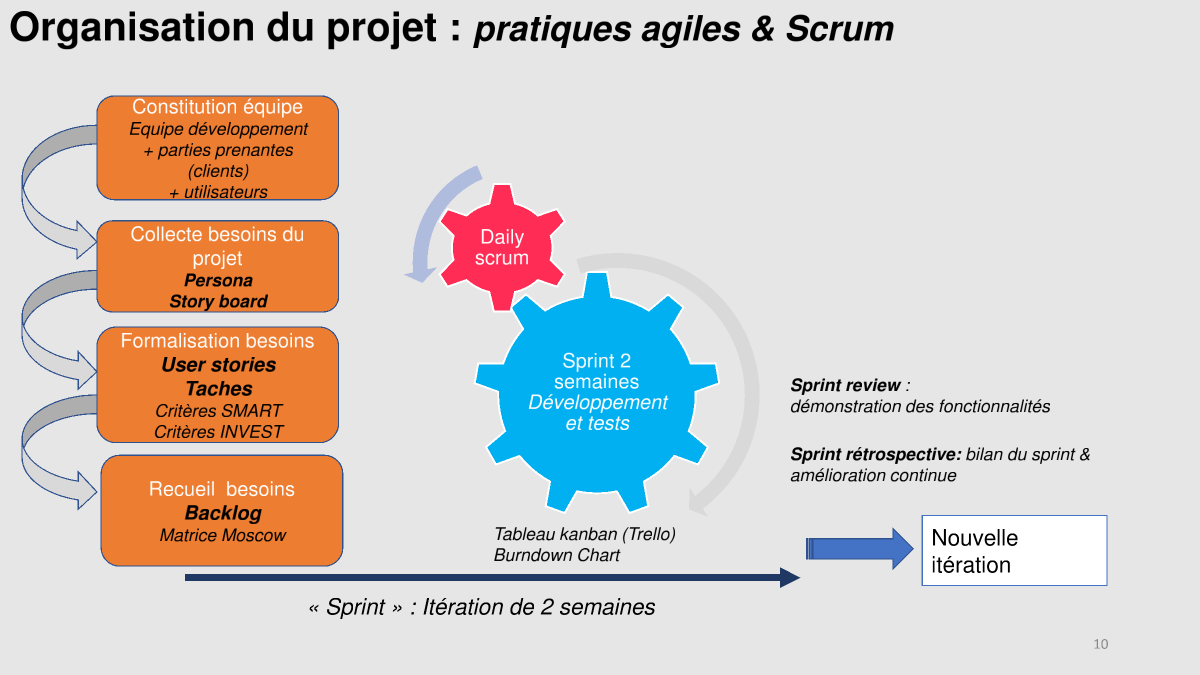 Organisation du projet : pratiques agiles & Scrum
Constitution équipe
Equipe développement
+ parties prenantes
(clients)
+ utilisateurs
Collecte besoins du
projet
Persona
Story board
Formalisation besoins
User stories
Taches
Critères SMART
Critères INVEST
Recueil besoins
Backlog
Matrice Moscow
Daily
scrum
Sprint 2
semaines
Développement
et tests
Tableau kanban (Trello)
Burndown Chart
« Sprint » : Itération de 2 semaines
Sprint review :
démonstration des fonctionnalités
Sprint rétrospective: bilan du sprint &
amélioration continue
Nouvelle
itération
10